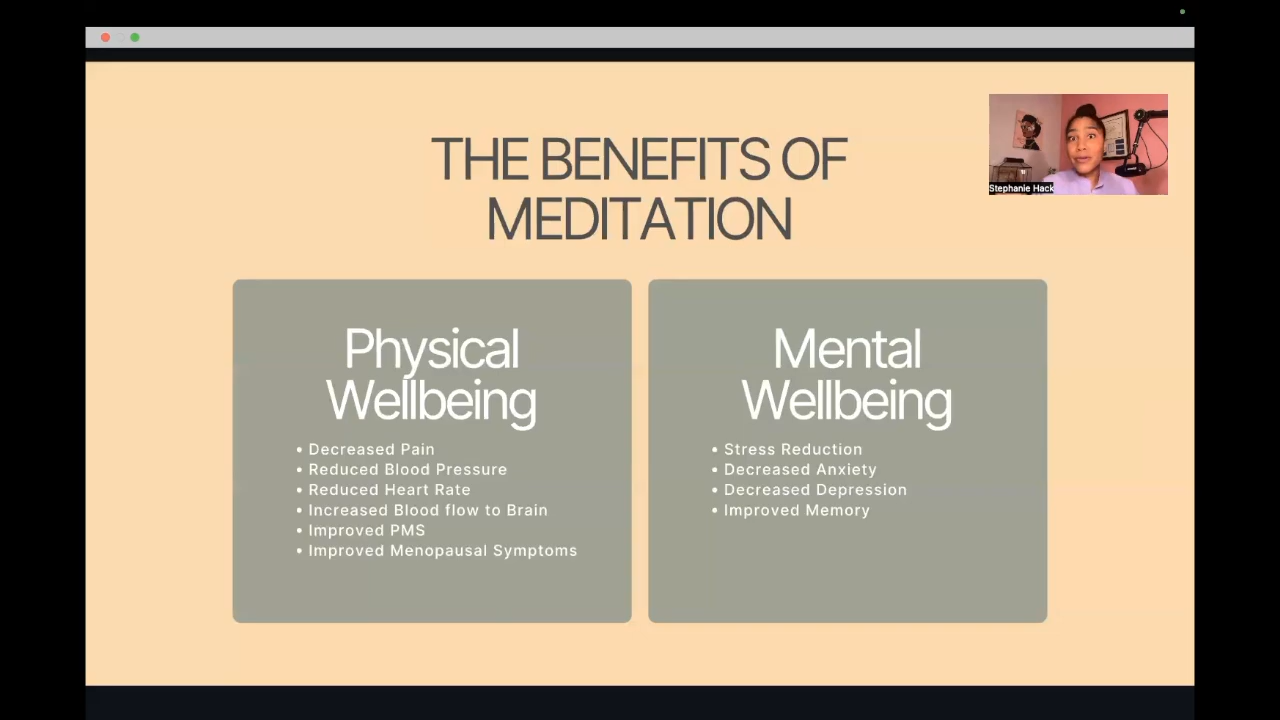 THE BENEFITS OF
MEDITATION
Stephanie Hack
Physical
Wellbeing
• Decreased Pain
• Reduced Blood Pressure
• Reduced Heart Rate
• Increased Blood flow to Brain
• Improved PMS
• Improved Menopausal Symptoms
Mental
Wellbeing
• Stress Reduction
• Decreased Anxiety
• Decreased Depression
• Improved Memory